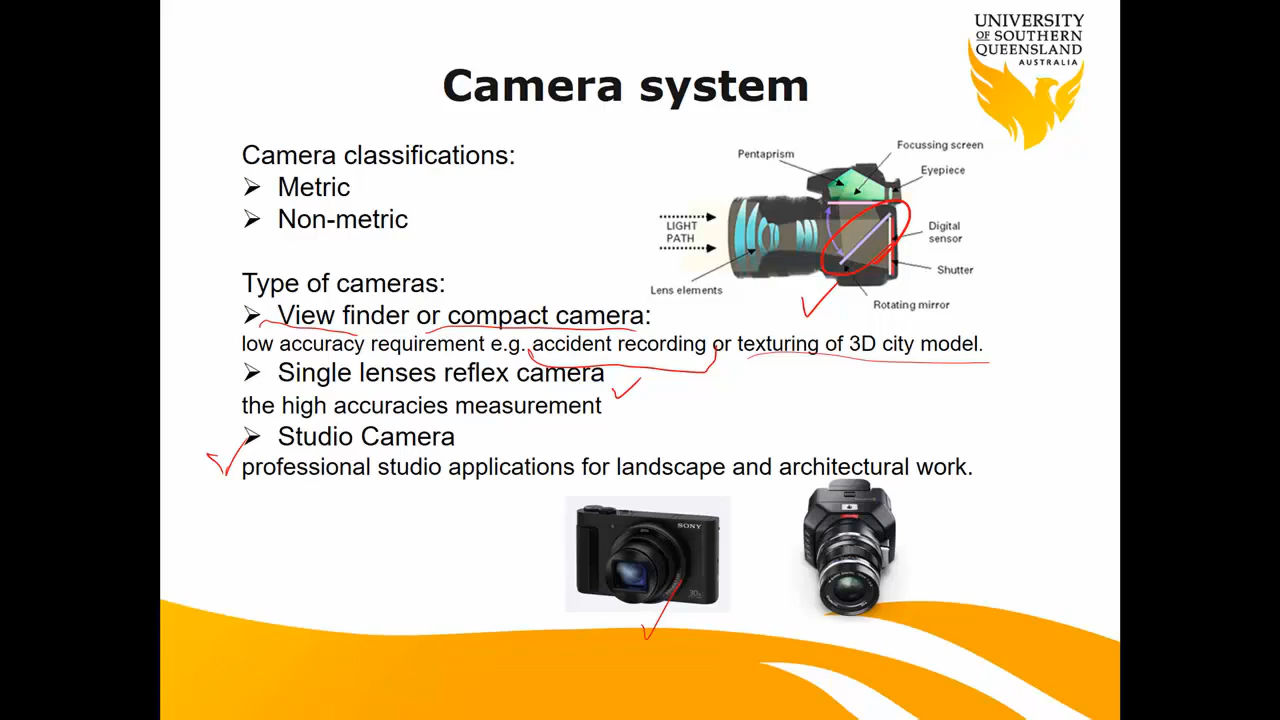 UNIVERSITY
OF SOUTHERN
QUEENSLAND
AUSTRALIA
Camera system
Camera classifications:
➢ Metric
➢ Non-metric
Type of cameras:
➢ View finder or compact camera:
low accuracy requirement e.g. accident recording or texturing of 3D city model.
➢ Single lenses reflex camera
the high accuracies measurement
➢ Studio Camera
professional studio applications for landscape and architectural work.
Pentaprism
Focussing screen
Eyepiece
LIGHT
PATH
Digital
sensor
Shutter
Lens elements
Rotating mirror
SONY
30x